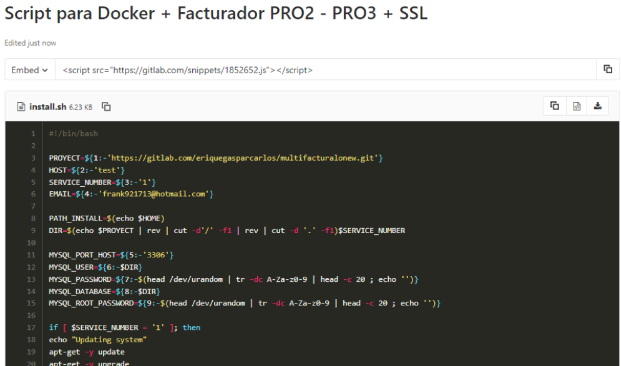 Script para Docker + Facturador PRO2 - PRO3 + SSL
Edited just now
Embed <script src="https://gitlab.com/snippets/1852652.js"></script>
install.sh 6.23 KB
1 #!/bin/bash
2
3 PROYECT=${1:-'https://gitlab.com/eriquegasparcarlos/multifacturalonew.git'}
4 HOST=${2:-'test'}
5 SERVICE_NUMBER=${3:-'1'}
6 EMAIL=${4:-'frank921713@hotmail.com'}
7
8 PATH_INSTALL=$(echo $HOME)
9 DIR=$(echo $PROYECT | rev | cut -d'/' -f1 | rev | cut -d '.' -f1)$SERVICE_NUMBER
10
11 MYSQL_PORT_HOST=${5:-'3306'}
12 MYSQL_USER=${6:-$DIR}
13 MYSQL_PASSWORD=${7:-$(head /dev/urandom | tr -dc A-Za-z0-9 | head -c 20 ; echo '')}
14 MYSQL_DATABASE=${8:-$DIR}
15 MYSQL_ROOT_PASSWORD=${9:-$(head /dev/urandom | tr -dc A-Za-z0-9 | head -c 20 ; echo '')}
16
17 if [ $SERVICE_NUMBER = '1' ]; then
18 echo "Updating system"
19 apt-get -y update
20 apt-get -y upgrade